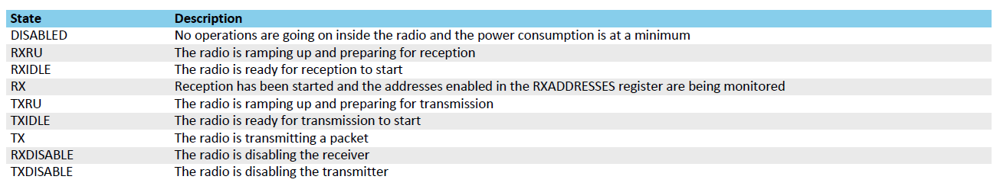 State Description
DISABLED No operations are going on inside the radio and the power consumption is at a minimum
RXRU The radio is ramping up and preparing for reception
RXIDLE The radio is ready for reception to start
RX Reception has been started and the addresses enabled in the RXADDRESSES register are being monitored
TXRU The radio is ramping up and preparing for transmission
TXIDLE The radio is ready for transmission to start
TX The radio is transmitting a packet
RXDISABLE The radio is disabling the receiver
TXDISABLE The radio is disabling the transmitter